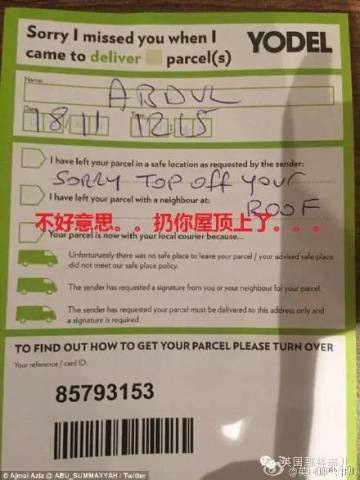 Sorry I missed you when I
came to deliver parcel(s)
YODEL
Name:
ABDUL
Date:
18/11 12:15
I have left your parcel in a safe location as requested by the sender:
SORRY TOP OFF YOUR
I have left your parcel with a neighbour at:
ROOF
不好意思。。扔你屋顶上了。。。。
Your parcel is now with your local courier because...
Unfortunately there was no safe place to leave your parcel / your advised safe place
did not meet our safe place policy.
The sender has requested a signature from you or your neighbour for your parcel.
The sender has requested your parcel must be delivered to this address only and
a signature is required.
TO FIND OUT HOW TO GET YOUR PARCEL PLEASE TURN OVER
Your reference / card ID:
85793153
© Ajmal Aziz @ ABU_SUMMAYYAH / Twitter
英国那些事儿